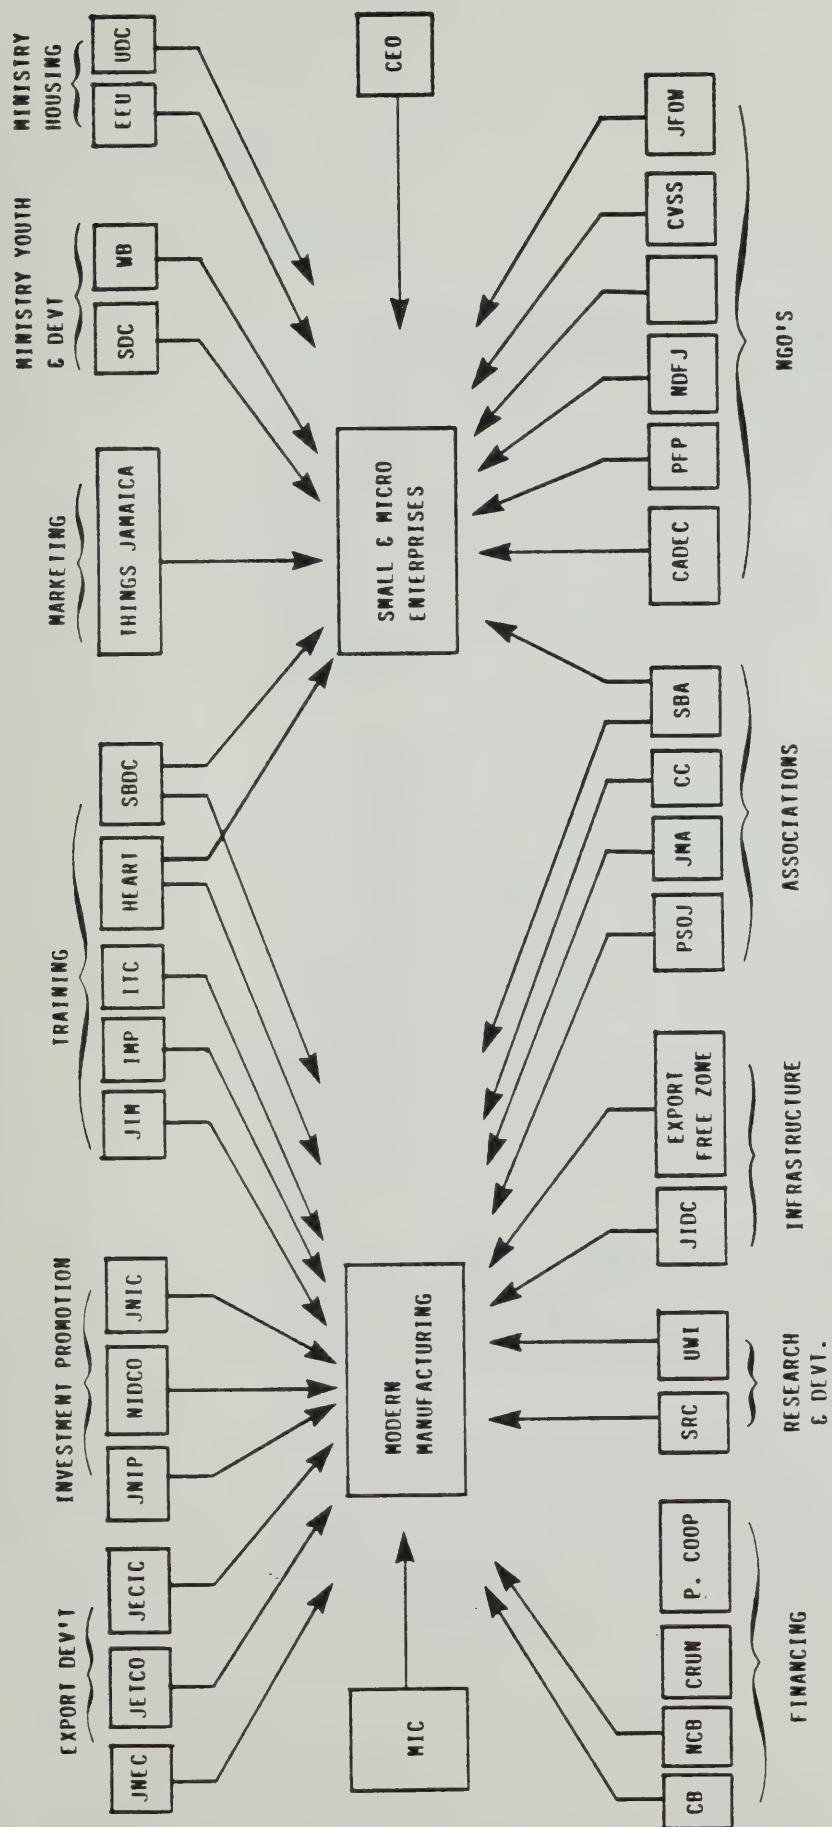 EXPORT DEV'T
INVESTMENT PROMOTION
TRAINING
MARKETING
MINISTRY YOUTH
& DEVT
MINISTRY
HOUSING
JNEC
JETCO
JECIC
JNIP
NIDCO
JNIC
JIM
IMP
ITC
HEART
SBDC
THINGS JAMAICA
SDC
WB
EEU
UDC
MIC
MODERN
MANUFACTURING
SMALL & MICRO
ENTERPRISES
CEO
CB
NCB
CRUN
P. COOP
SRC
UWI
JIDC
EXPORT
FREE ZONE
PSOJ
JMA
CC
SBA
CADEC
PFP
NDFJ
CVSS
JFOW
FINANCING
RESEARCH
& DEVT.
INFRASTRUCTURE
ASSOCIATIONS
NGO'S